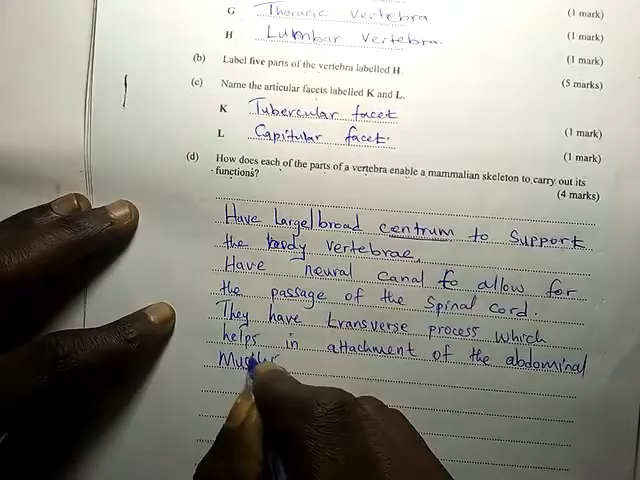 G Thoracic Vertebra (1 mark)
H Lumbar Vertebra. (1 mark)
(b) Label five parts of the vertebra labelled H. (1 mark)
(c) Name the articular facets labelled K and L. (5 marks)
K Tubercular facet
L Capitular facet. (1 mark)
(1 mark)
(d) How does each of the parts of a vertebra enable a mammalian skeleton to carry out its
functions? (4 marks)
Have large/broad centrum to support
the body vertebrae.
Have neural canal to allow for
the passage of the spinal cord.
They have transverse process which
helps in attachment of the abdominal